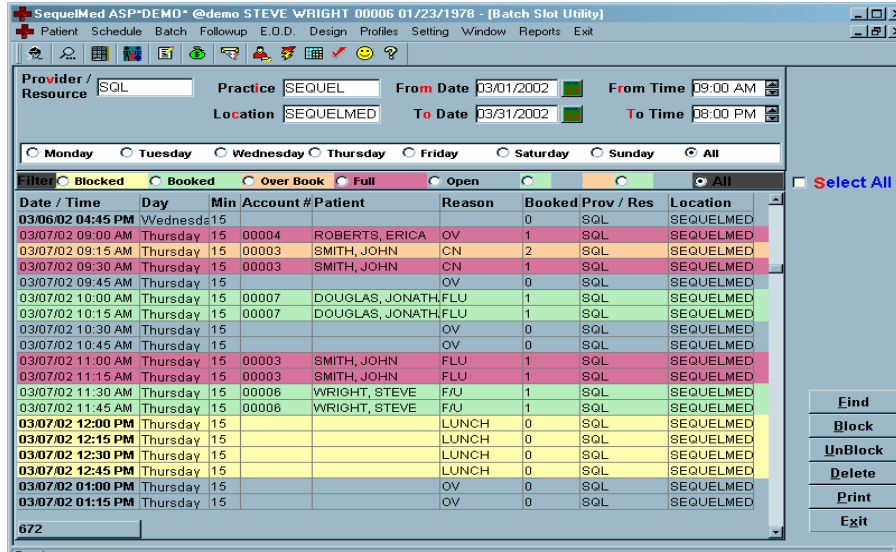 SequelMed ASP*DEMO* @demo STEVE WRIGHT 00006 01/23/1978 - [Batch Slot Utility]
Patient Schedule Batch Followup E.O.D. Design Profiles Setting Window Reports Exit
Provider / Resource SQL Practice SEQUEL From Date 03/01/2002 From Time 09:00 AM
Location SEQUELMED To Date 03/31/2002 To Time 08:00 PM
Monday Tuesday Wednesday Thursday Friday Saturday Sunday All
Filter Blocked Booked Over Book Full Open All Select All
Date / Time Day Min Account # Patient Reason Booked Prov / Res Location
03/06/02 04:45 PM Wednesda 15 0 SQL SEQUELMED
03/07/02 09:00 AM Thursday 15 00004 ROBERTS, ERICA OV 1 SQL SEQUELMED
03/07/02 09:15 AM Thursday 15 00003 SMITH, JOHN CN 2 SQL SEQUELMED
03/07/02 09:30 AM Thursday 15 00003 SMITH, JOHN CN 1 SQL SEQUELMED
03/07/02 09:45 AM Thursday 15 OV 0 SQL SEQUELMED
03/07/02 10:00 AM Thursday 15 00007 DOUGLAS, JONATH FLU 1 SQL SEQUELMED
03/07/02 10:15 AM Thursday 15 00007 DOUGLAS, JONATH FLU 1 SQL SEQUELMED
03/07/02 10:30 AM Thursday 15 OV 0 SQL SEQUELMED
03/07/02 10:45 AM Thursday 15 OV 0 SQL SEQUELMED
03/07/02 11:00 AM Thursday 15 00003 SMITH, JOHN FLU 1 SQL SEQUELMED
03/07/02 11:15 AM Thursday 15 00003 SMITH, JOHN FLU 1 SQL SEQUELMED
03/07/02 11:30 AM Thursday 15 00006 WRIGHT, STEVE F/U 1 SQL SEQUELMED
03/07/02 11:45 AM Thursday 15 00006 WRIGHT, STEVE F/U 1 SQL SEQUELMED
03/07/02 12:00 PM Thursday 15 LUNCH 0 SQL SEQUELMED
03/07/02 12:15 PM Thursday 15 LUNCH 0 SQL SEQUELMED
03/07/02 12:30 PM Thursday 15 LUNCH 0 SQL SEQUELMED
03/07/02 12:45 PM Thursday 15 LUNCH 0 SQL SEQUELMED
03/07/02 01:00 PM Thursday 15 OV 0 SQL SEQUELMED
03/07/02 01:15 PM Thursday 15 OV 0 SQL SEQUELMED
672
Find
Block
UnBlock
Delete
Print
Exit